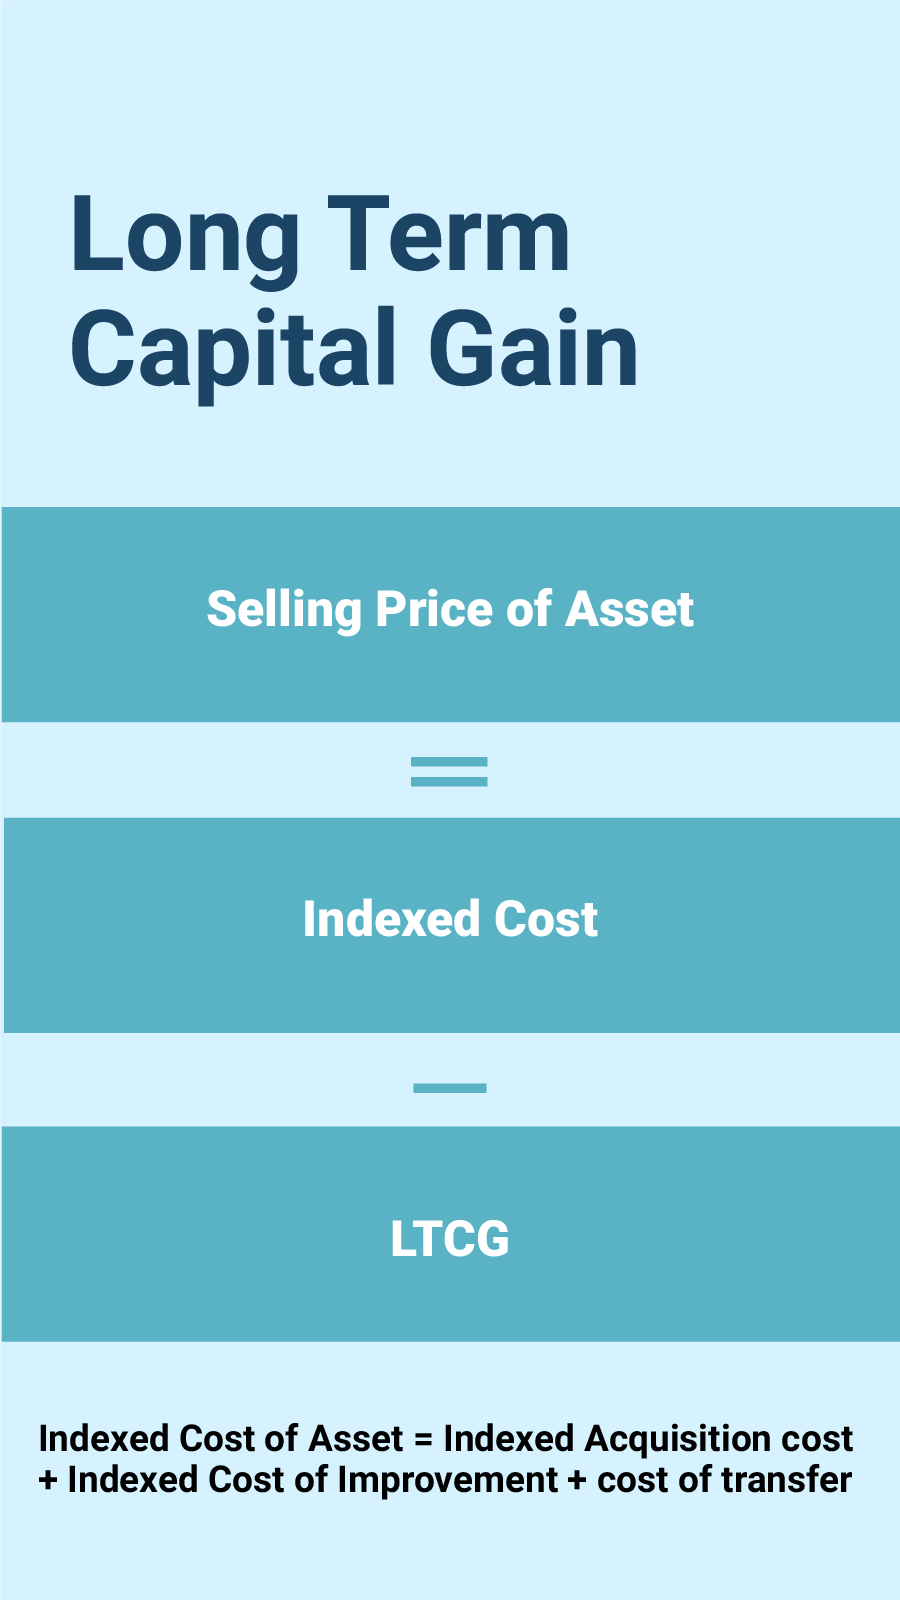 Long Term
Capital Gain
Selling Price of Asset
=
Indexed Cost
—
LTCG
Indexed Cost of Asset = Indexed Acquisition cost
+ Indexed Cost of Improvement + cost of transfer